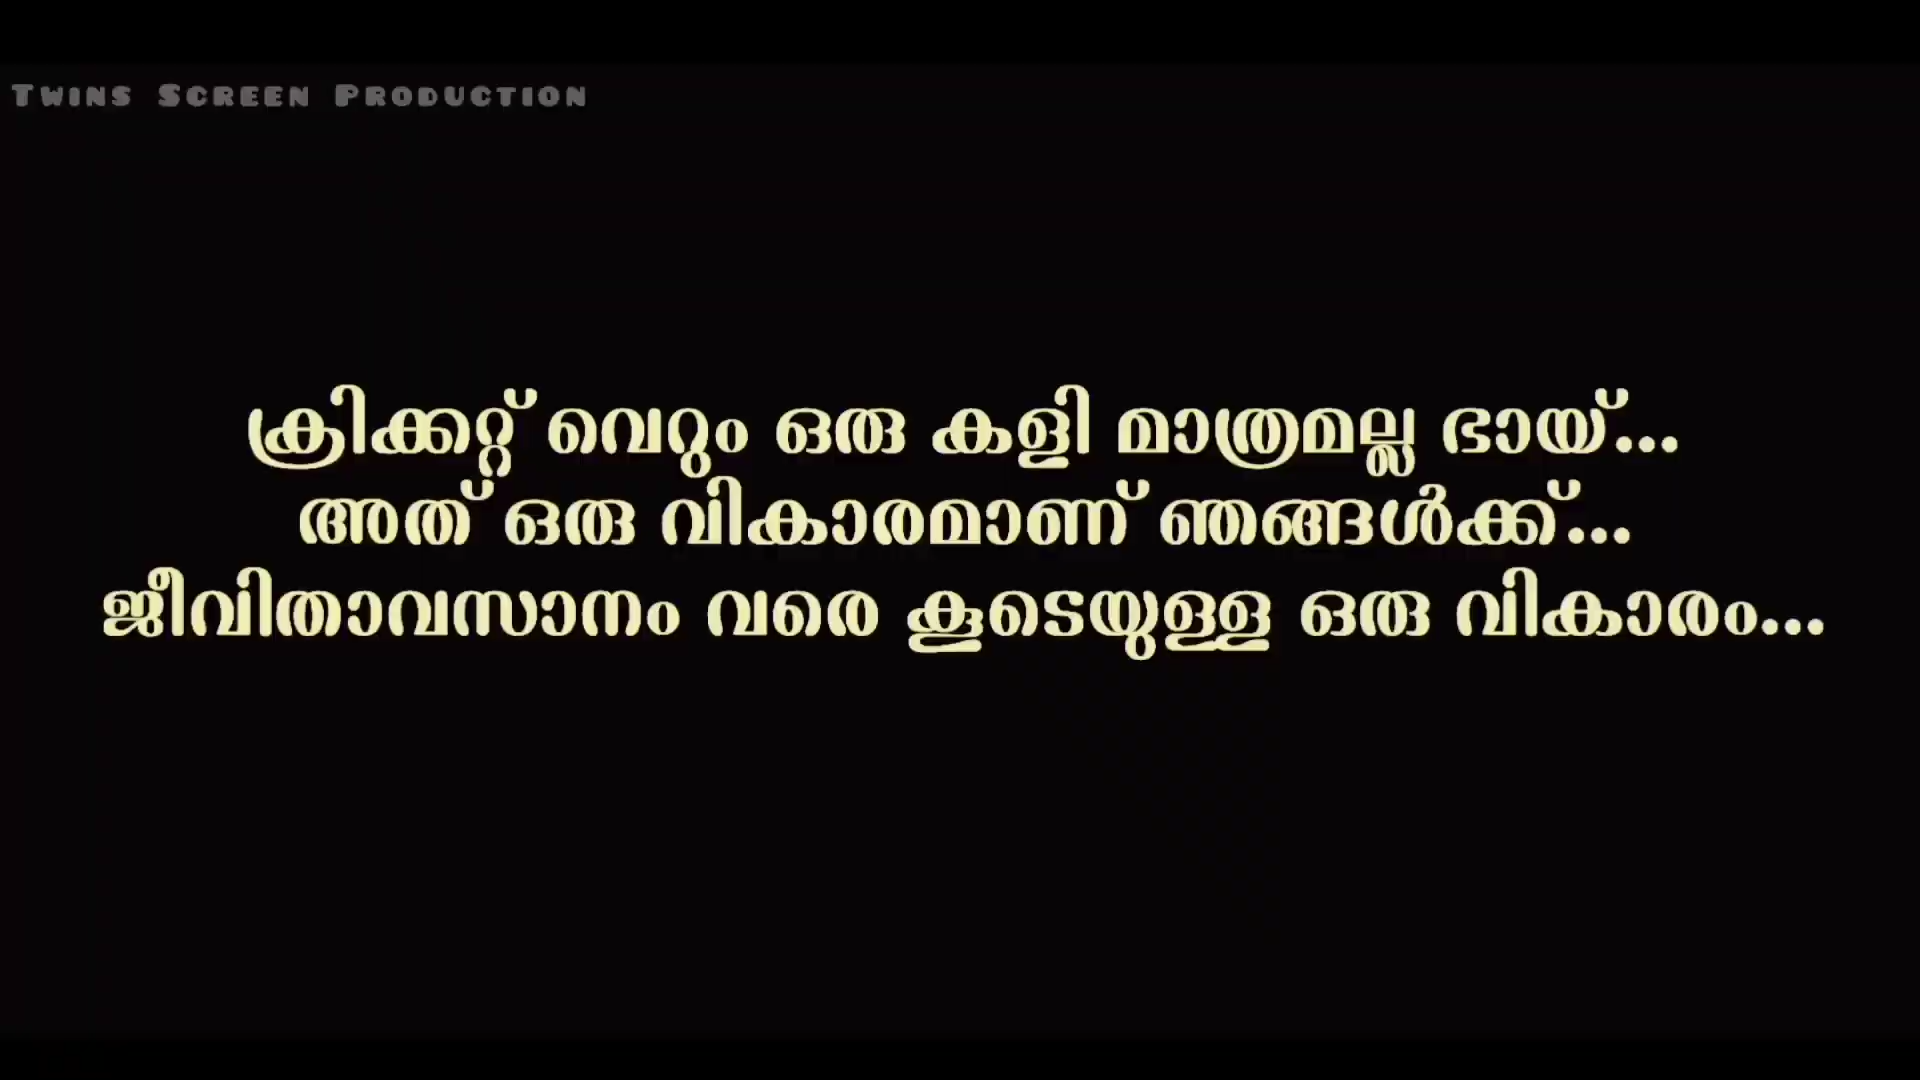 Twins Screen Production
ക്രിക്കറ്റ് വെറും ഒരു കളി മാത്രമല്ല ഭായ്...
അത് ഒരു വികാരമാണ് ഞങ്ങൾക്ക്...
ജീവിതാവസാനം വരെ കൂടെയുള്ള ഒരു വികാരം...